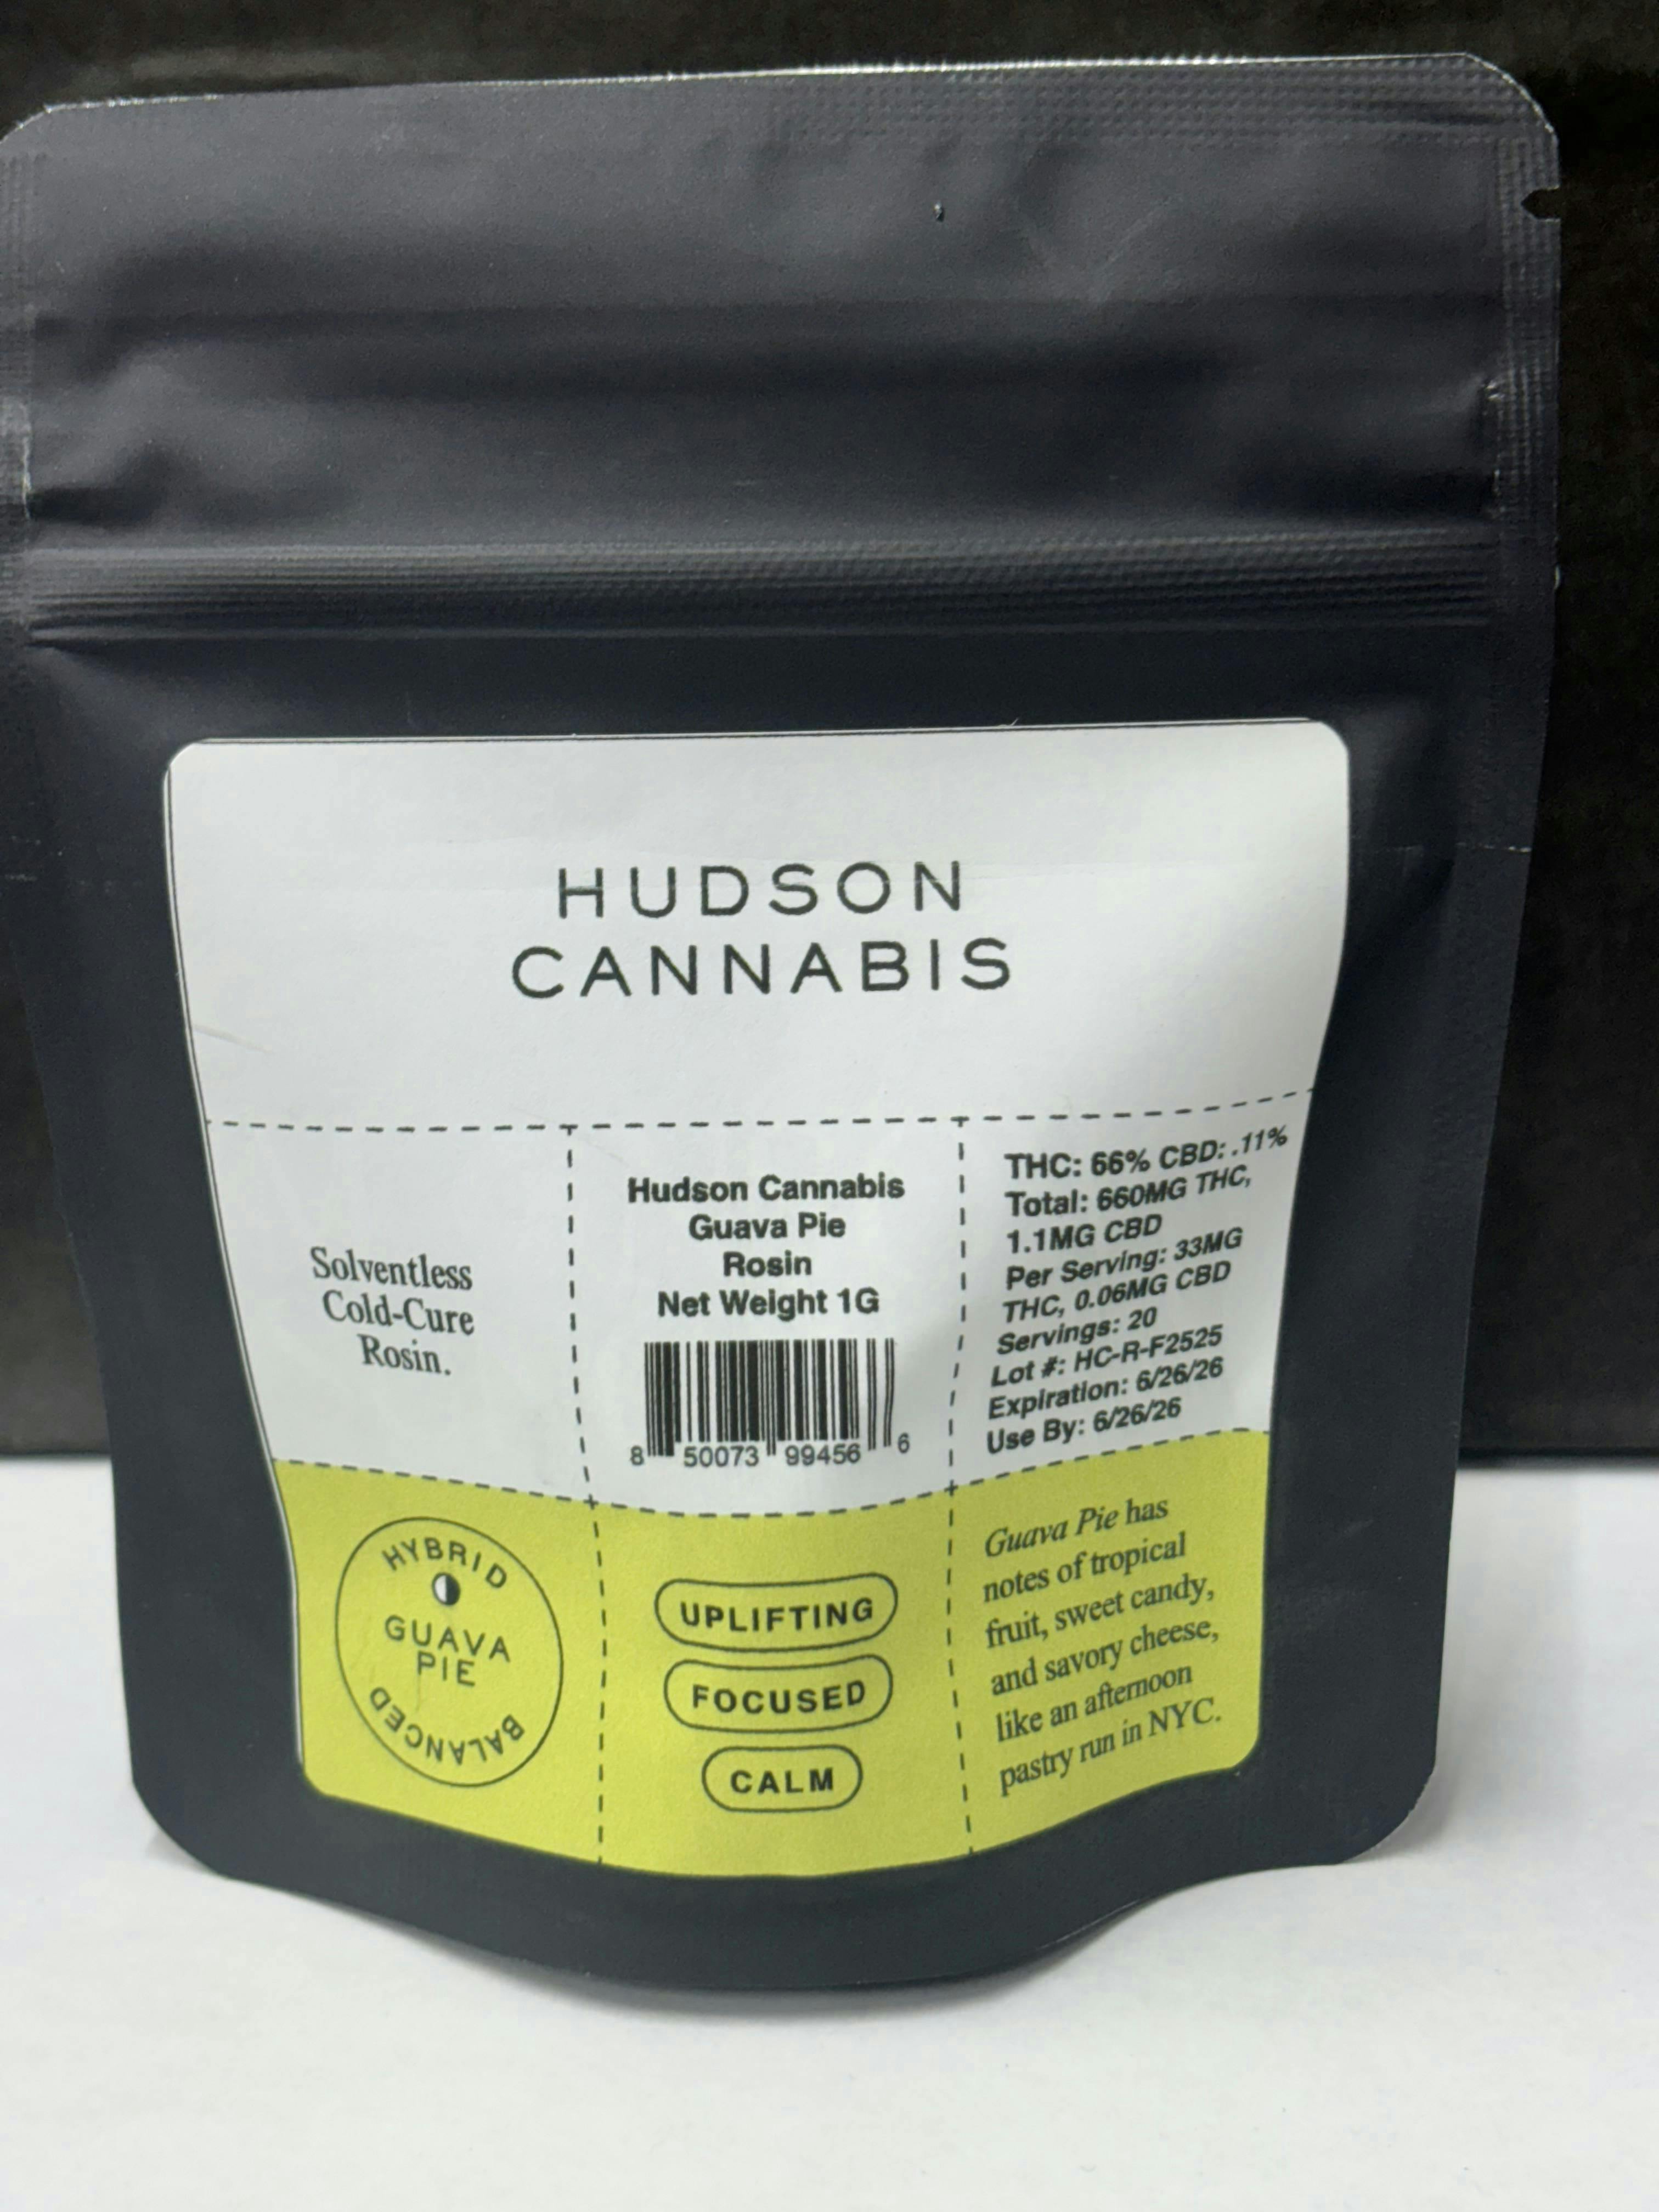 HUDSON
CANNABIS
Solventless
Cold-Cure
Rosin.
Hudson Cannabis
Guava Pie
Rosin
Net Weight 1G
8 50073 99456 6
THC: 66% CBD: .11%
Total: 660MG THC,
1.1MG CBD
Per Serving: 33MG
THC, 0.06MG CBD
Servings: 20
Lot #: HC-R-F2525
Expiration: 6/26/26
Use By: 6/26/26
HYBRID
GUAVA
PIE
BALANCED
UPLIFTING
FOCUSED
CALM
Guava Pie has
notes of tropical
fruit, sweet candy,
and savory cheese,
like an afternoon
pastry run in NYC.